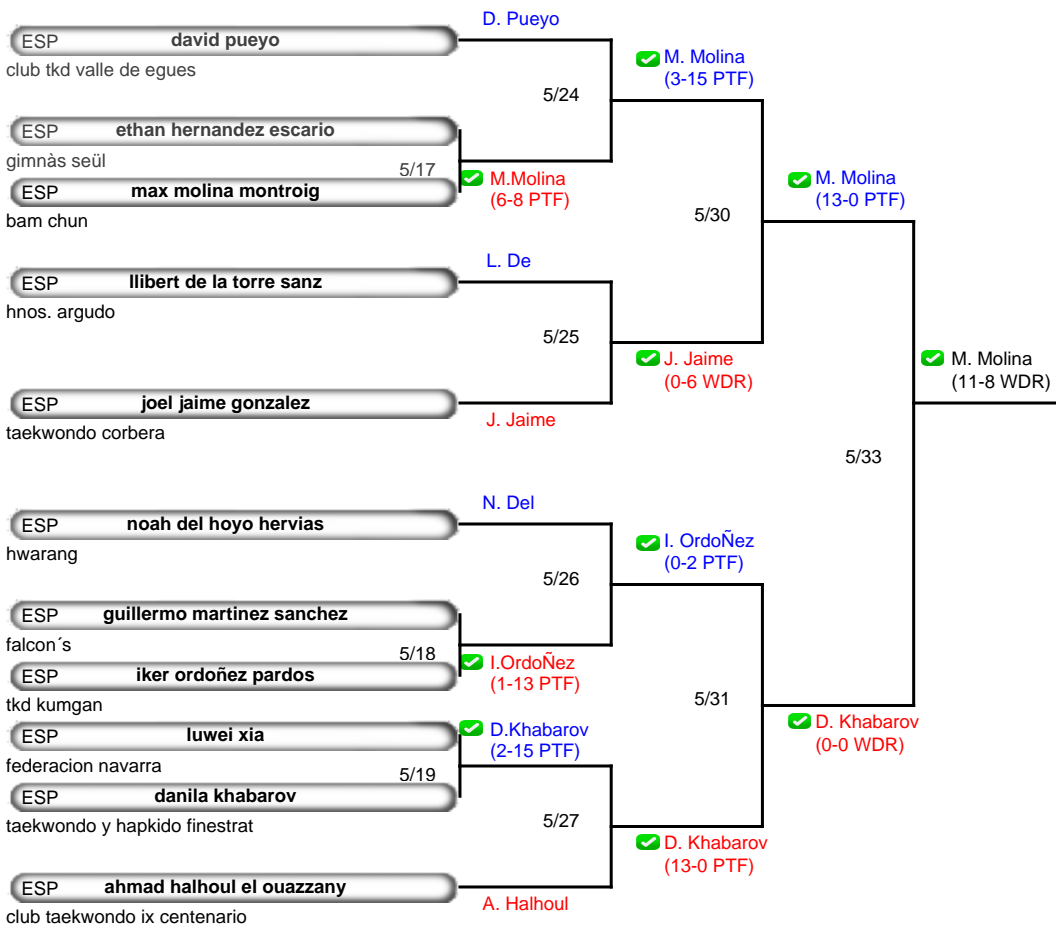 D. Pueyo
ESP david pueyo
club tkd valle de egues
M. Molina
(3-15 PTF)
5/24
ESP ethan hernandez escario
gimnàs seül
5/17
M.Molina
(6-8 PTF)
ESP max molina montroig
bam chun
M. Molina
(13-0 PTF)
5/30
L. De
ESP llibert de la torre sanz
hnos. argudo
5/25
J. Jaime
(0-6 WDR)
M. Molina
(11-8 WDR)
ESP joel jaime gonzalez
J. Jaime
taekwondo corbera
5/33
N. Del
ESP noah del hoyo hervias
hwarang
I. OrdoÑez
(0-2 PTF)
5/26
ESP guillermo martinez sanchez
falcon´s
5/18
I.OrdoÑez
(1-13 PTF)
ESP iker ordoñez pardos
tkd kumgan
5/31
D. Khabarov
(0-0 WDR)
ESP luwei xia
D.Khabarov
(2-15 PTF)
federacion navarra
5/19
ESP danila khabarov
taekwondo y hapkido finestrat
5/27
D. Khabarov
(13-0 PTF)
ESP ahmad halhoul el ouazzany
A. Halhoul
club taekwondo ix centenario